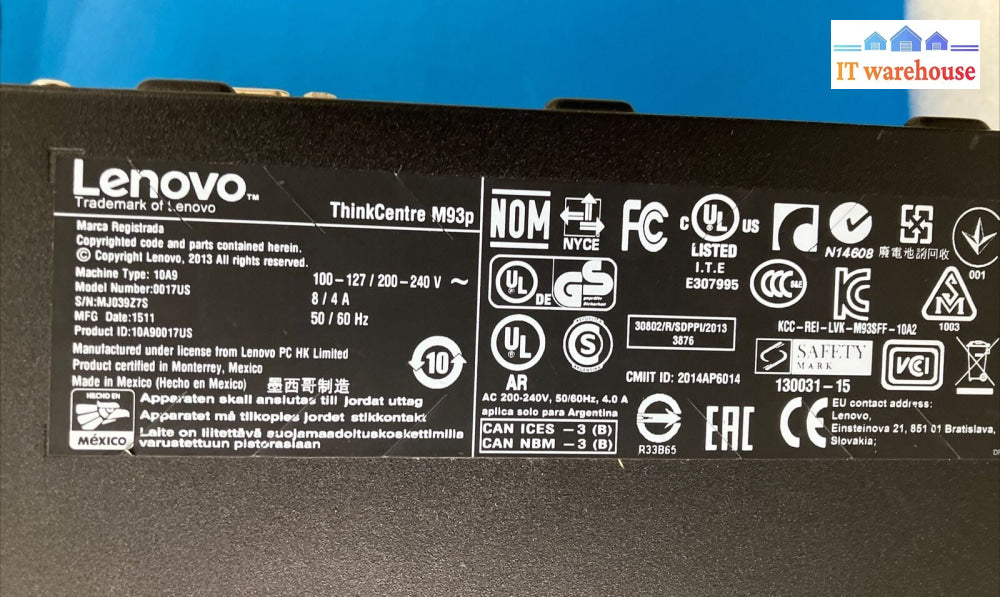 IT warehouse
Lenovo™
Trademark of Lenovo
ThinkCentre M93p
Marca Registrada
Copyrighted code and parts contained herein.
© Copyright Lenovo, 2013 All rights reserved.
Machine Type: 10A9
Model Number:0017US
S/N:MJ039Z7S
MFG Date:1511
Product ID:10A90017US
100-127 / 200-240 V ~
8 / 4 A
50 / 60 Hz
Manufactured under license from Lenovo PC HK Limited
Product certified in Monterrey, Mexico
Made in Mexico (Hecho en Mexico) 墨西哥制造
10
HECHO EN
MÉXICO
Apparaten skall anslutas till jordat uttag
Apparatet må tilkoples jordet stikkontakt
Laite on liitettävä suojamaadoituskoskettimilla
varustettuun pistorasiaan
NOM
NYCE
FC
C UL US
LISTED
I.T.E
E307995
N14608
廢電地請回收
001
UL DE
GS
geprüfte
Sicherheit
CCC S&E
KC
KCC-REI-LVK-M93SFF-10A2
1003
UL
AR
S
30802/R/SDPPI/2013
3876
CMIIT ID: 2014AP6014
SAFETY
MARK
130031-15
VCI
AC 200-240V, 50/60Hz, 4.0 A
aplica solo para Argentina
CAN ICES -3 (B)
CAN NBM -3 (B)
R33B65
EAC
CE
EU contact address:
Lenovo,
Einsteinova 21, 851 01 Bratislava,
Slovakia;